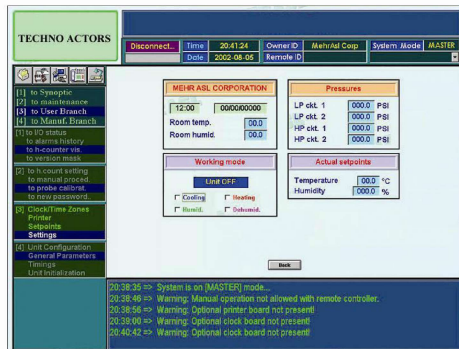 TECHNO ACTORS
Disconnect... Time 20:41:24 Owner ID MehrAsl Corp System Mode MASTER
Date 2002-08-05 Remote ID
[1] to Synoptic
[2] to maintenance
[3] to User Branch
[4] to Manuf. Branch
[1] to I/O status
to alarms history
to h-counter vis.
to version mask
[2] to h.count setting
to manual proced.
to probe calibrat.
to new password.
[3] Clock/Time Zones
Printer
Setpoints
Settings
[4] Unit Configuration
General Parameters
Timings
Unit Initialization
MEHR ASL CORPORATION
12:00 00/00/00000
Room temp. 00.0
Room humid. 00.0
Pressures
LP ckt. 1 000.0 PSI
LP ckt. 2 000.0 PSI
HP ckt. 1 000.0 PSI
HP ckt. 2 000.0 PSI
Working mode
Unit OFF
Cooling Heating
Humid. Dehumid.
Actual setpoints
Temperature 00.0 °C
Humidity 000.0 %
Back
20:38:35 => System is on [MASTER] mode...
20:38:46 => Warning: Manual operation not allowed with remote controller.
20:38:56 => Warning: Optional printer board not present!
20:39:00 => Warning: Optional clock board not present!
20:40:42 => Warning: Optional clock board not present!